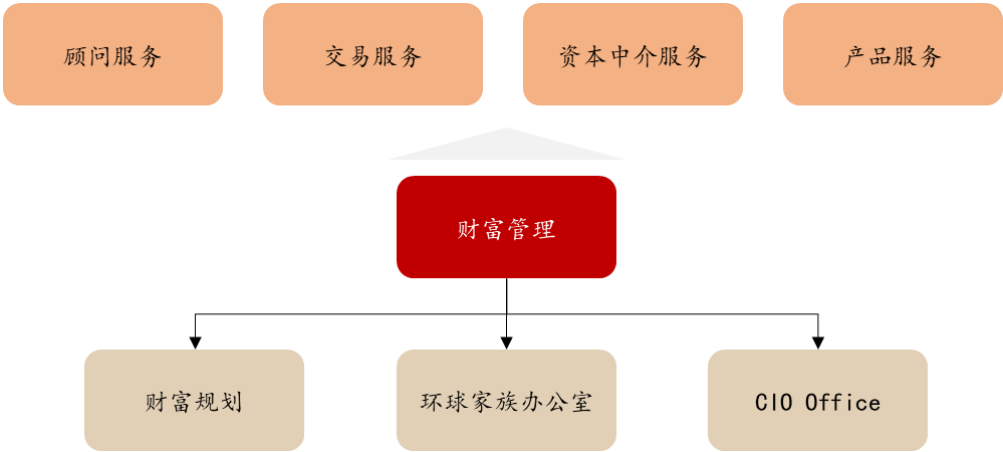 顾问服务
交易服务
资本中介服务
产品服务
财富管理
财富规划
环球家族办公室
CIO Office